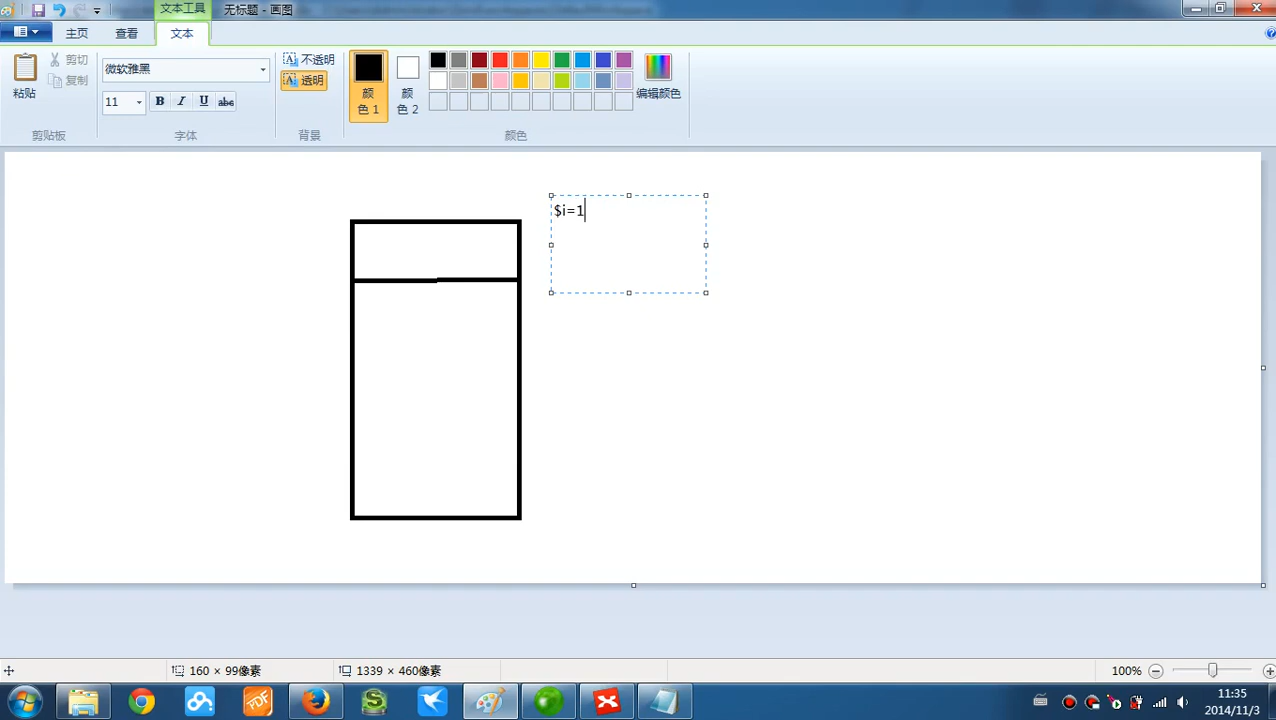 文本工具
无标题 - 画图
主页
查看
文本
粘贴
剪切
复制
剪贴板
微软雅黑
11
B I U abc
字体
不透明
透明
背景
颜
色 1
颜
色 2
编辑颜色
颜色
$i=1
160 × 99像素
1339 × 460像素
100%
PDF
S
11:35
2014/11/3